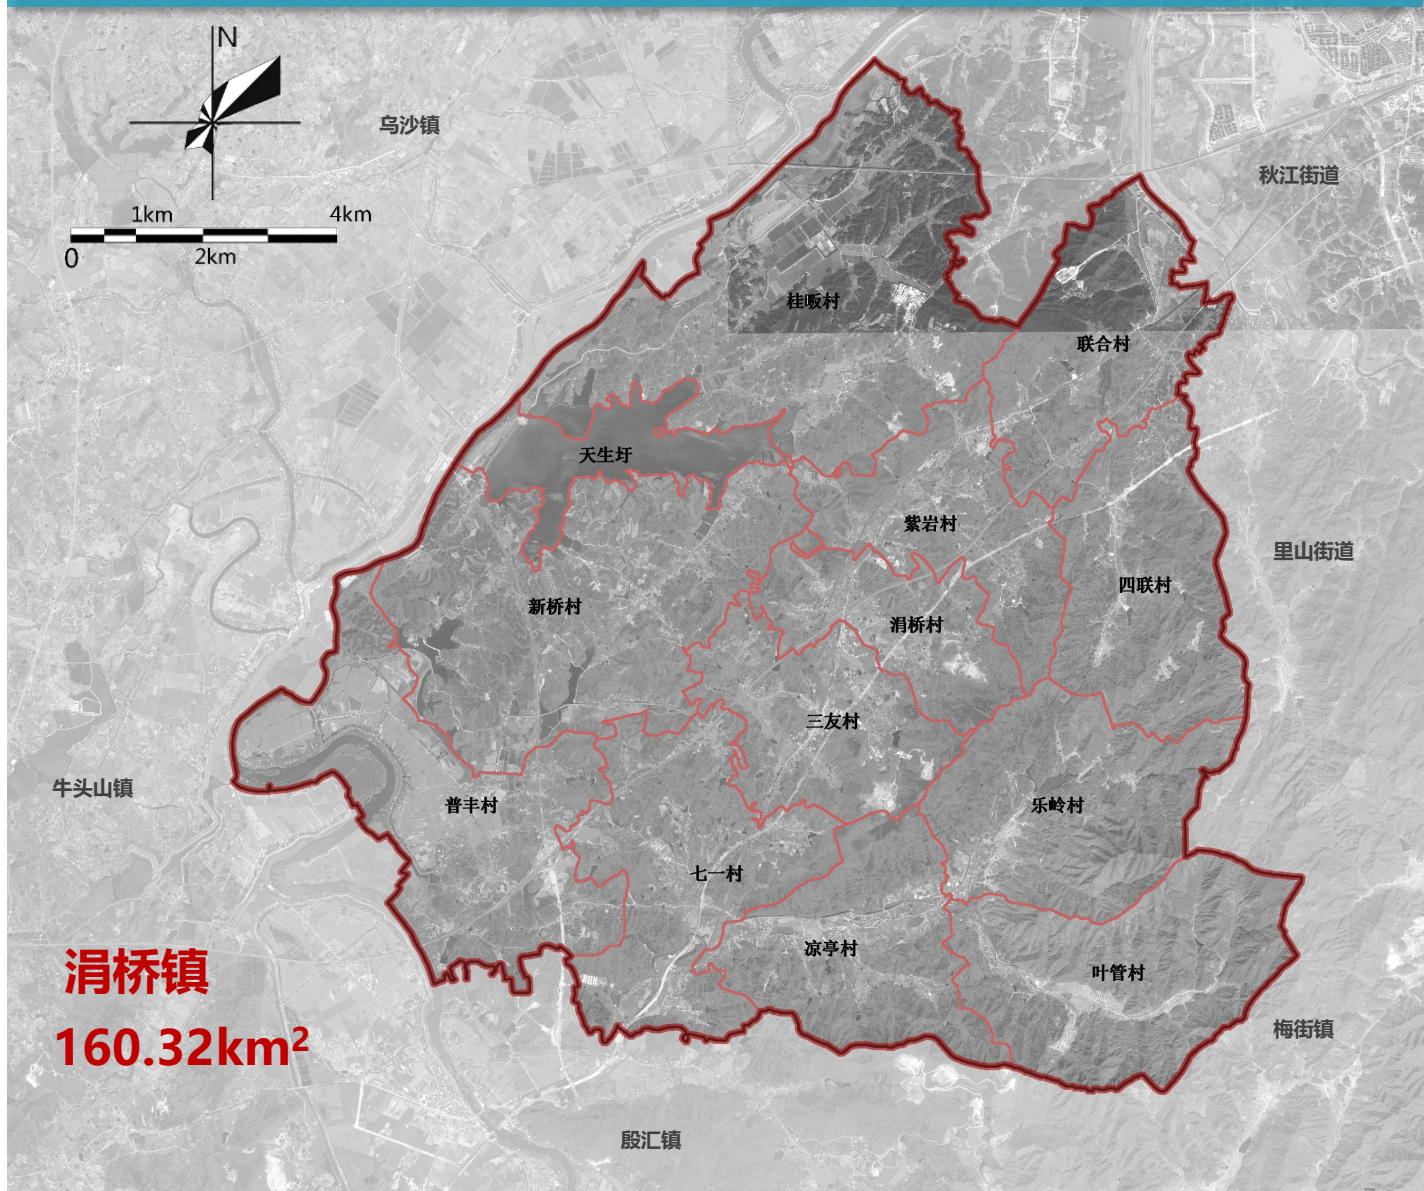 N
乌沙镇
秋江街道
1km
4km
0
2km
桂畈村
联合村
天生圩
紫岩村
里山街道
四联村
新桥村
涓桥村
三友村
牛头山镇
普丰村
乐岭村
七一村
凉亭村
叶管村
涓桥镇
160.32km²
梅街镇
殷汇镇